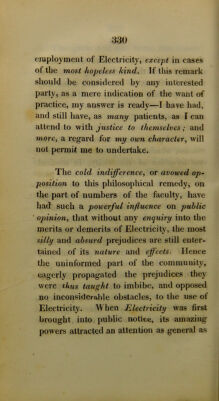 330
employment of Electricity, except in cases
of the most hopeless kind. If this remark
should be considered by any interested
party, as a mere indication of the want of
practice, my answer is ready—I have had,
and still have, as many patients, as I can
attend to with justice to themselves; and
more, a regard for my own character, will
not permit me to undertake.
The cold indifference, or avowed op-
position to this philosophical remedy, on
the part of numbers of the faculty, have
had such a powerful influence on public
opinion, that without any enquiry into the
merits or demerits of Electricity, the most
silly and absurd prejudices are still enter-
tained of its nature and effects. Hence
the uninformed part of the community,
eagerly propagated the prejudices they
were thus taught to imbibe, and opposed
no inconsiderable obstacles, to the use of
Electricity. When Electricity was first
brought into public notice, its amazing
powers attracted an attention as general as